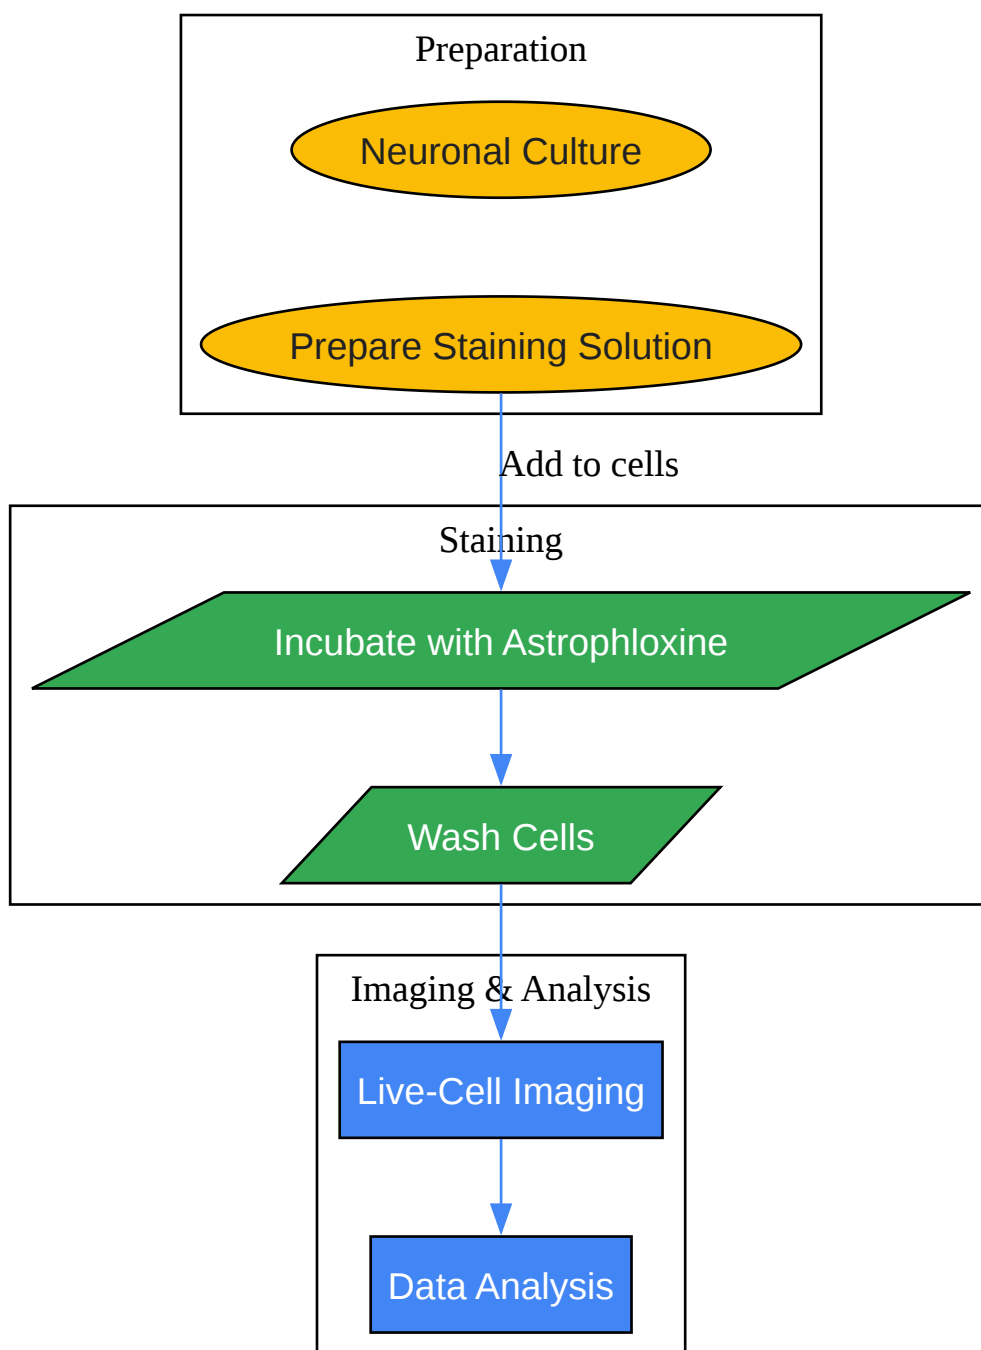 Preparation
Neuronal Culture
Prepare Staining Solution
Add to cells
Staining
Incubate with Astrophloxine
Wash Cells
Imaging & Analysis
Live-Cell Imaging
Data Analysis